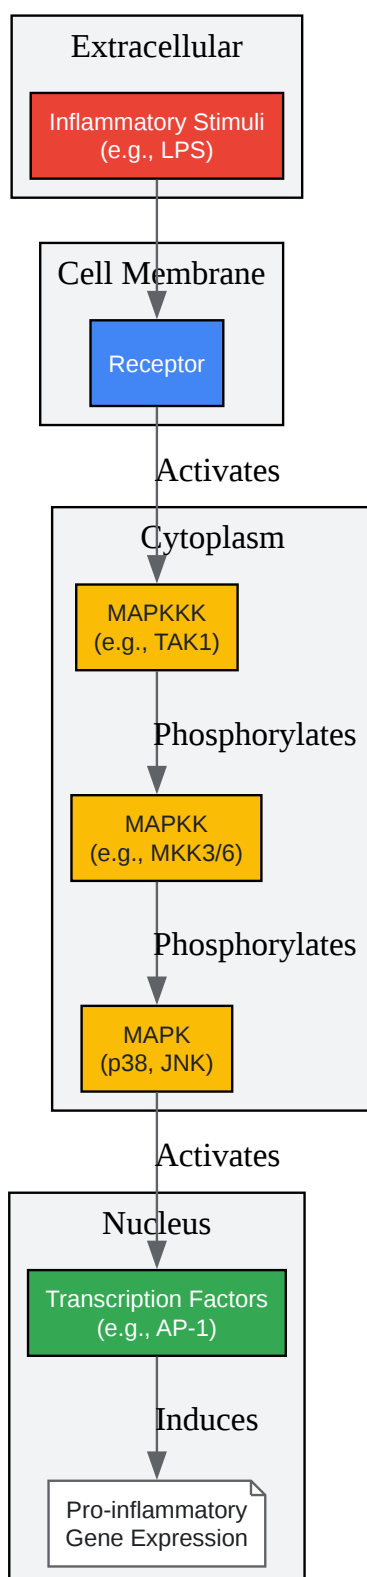 Extracellular
Inflammatory Stimuli
(e.g., LPS)
Cell Membrane
Receptor
Activates
Cytoplasm
MAPKKK
(e.g., TAK1)
Phosphorylates
MAPKK
(e.g., MKK3/6)
Phosphorylates
MAPK
(p38, JNK)
Activates
Nucleus
Transcription Factors
(e.g., AP-1)
Induces
Pro-inflammatory
Gene Expression